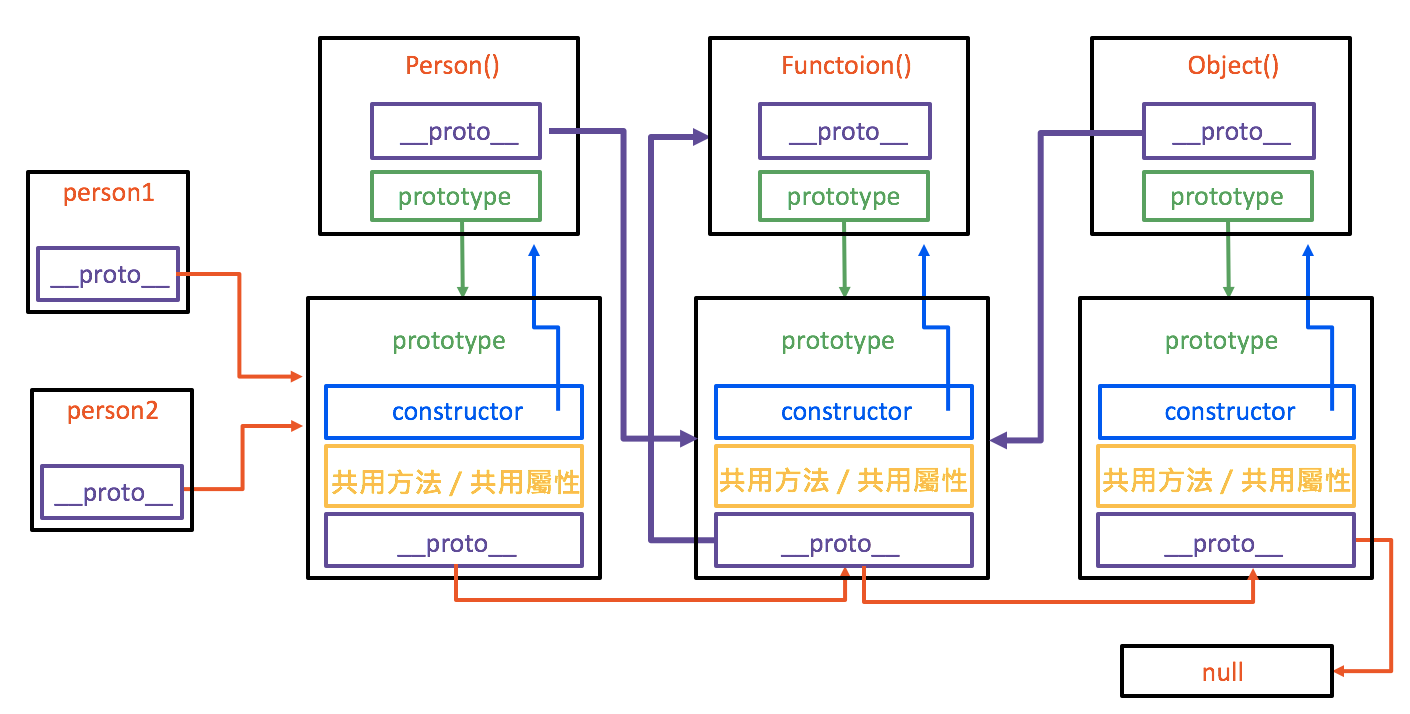 Person()
__proto__
prototype
Functoion()
__proto__
prototype
Object()
__proto__
prototype
person1
__proto__
person2
__proto__
prototype
constructor
共用方法 / 共用屬性
__proto__
prototype
constructor
共用方法 / 共用屬性
__proto__
prototype
constructor
共用方法 / 共用屬性
__proto__
null